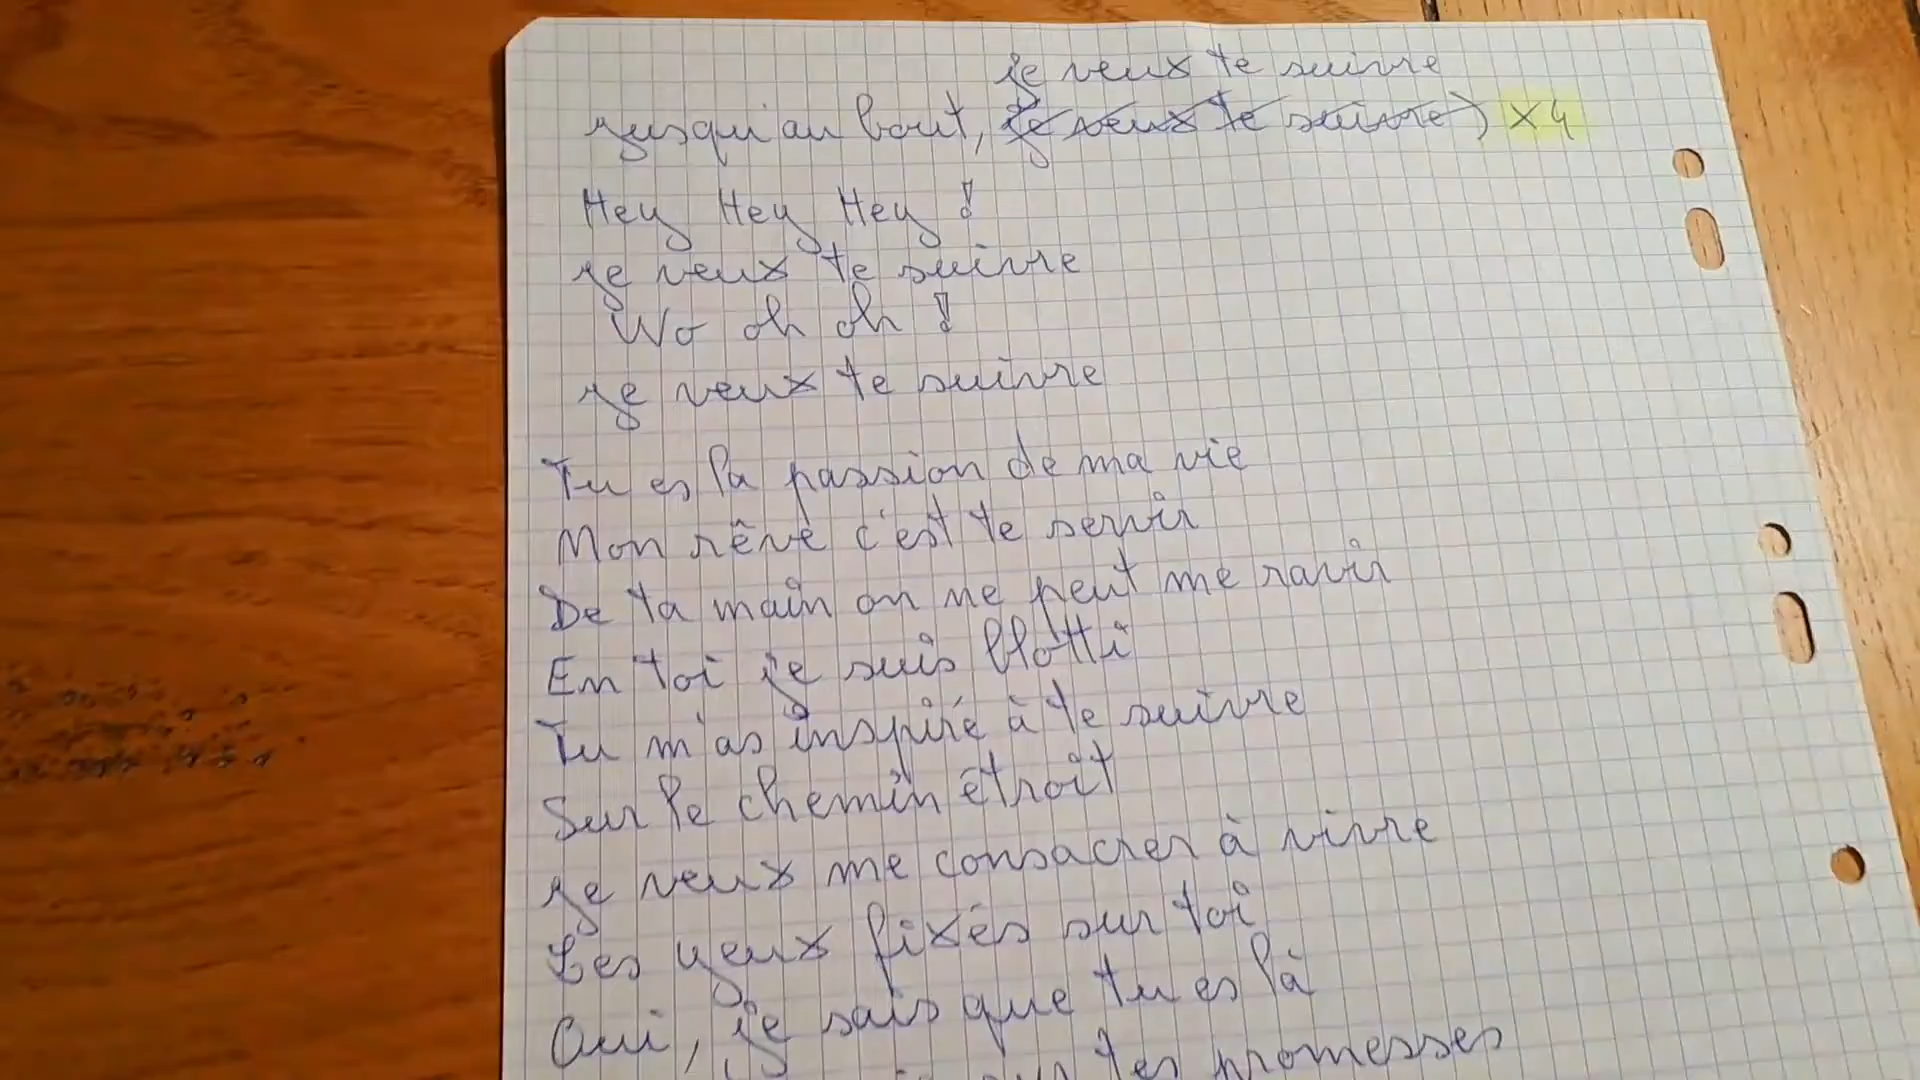 je veux te suivre
jusqu'au bout, je veux te suivre) x4
Hey Hey Hey !
je veux te suivre
Wo oh oh !
je veux te suivre
Tu es la passion de ma vie
Mon rêve c'est te servir
De ta main on ne peut me ravir
En toi je suis blotti
Tu m'as inspiré à te suivre
Sur le chemin étroit
je veux me consacrer à vivre
Les yeux fixés sur toi
Oui, je sais que tu es là
tes promesses